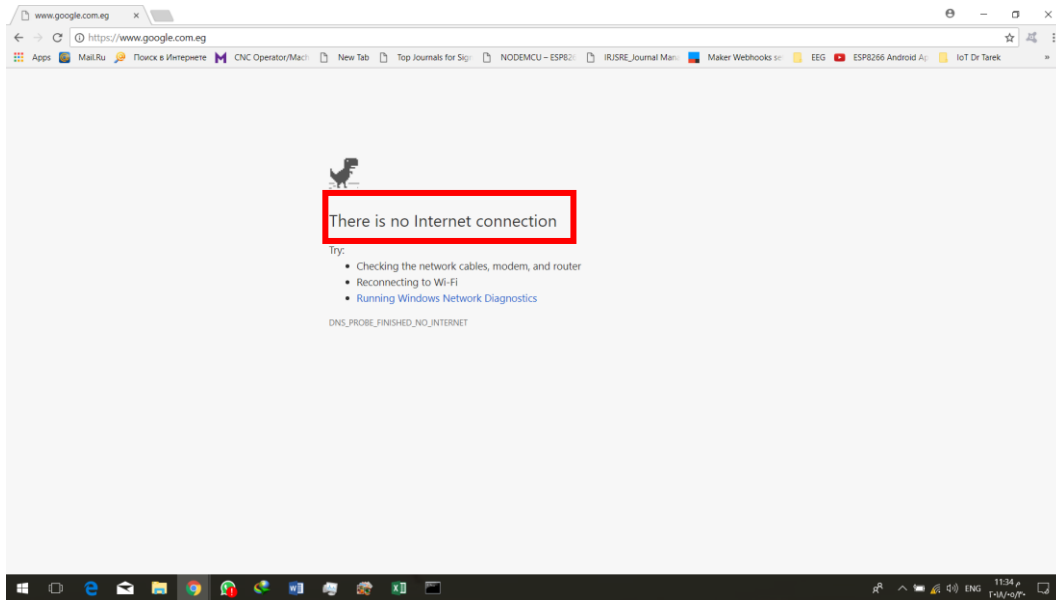 www.google.com.eg
https://www.google.com.eg
Apps Mail.Ru Поиск в Интернете CNC Operator/Mach New Tab Top Journals for Sig NODEMCU – ESP82 IRJSRE_Journal Man Maker Webhooks se EEG ESP8266 Android Ap IoT Dr Tarek »
There is no Internet connection
Try:
• Checking the network cables, modem, and router
• Reconnecting to Wi-Fi
• Running Windows Network Diagnostics
DNS_PROBE_FINISHED_NO_INTERNET
ENG
11:34 م
٢٠١٨/٠٥/٣٠